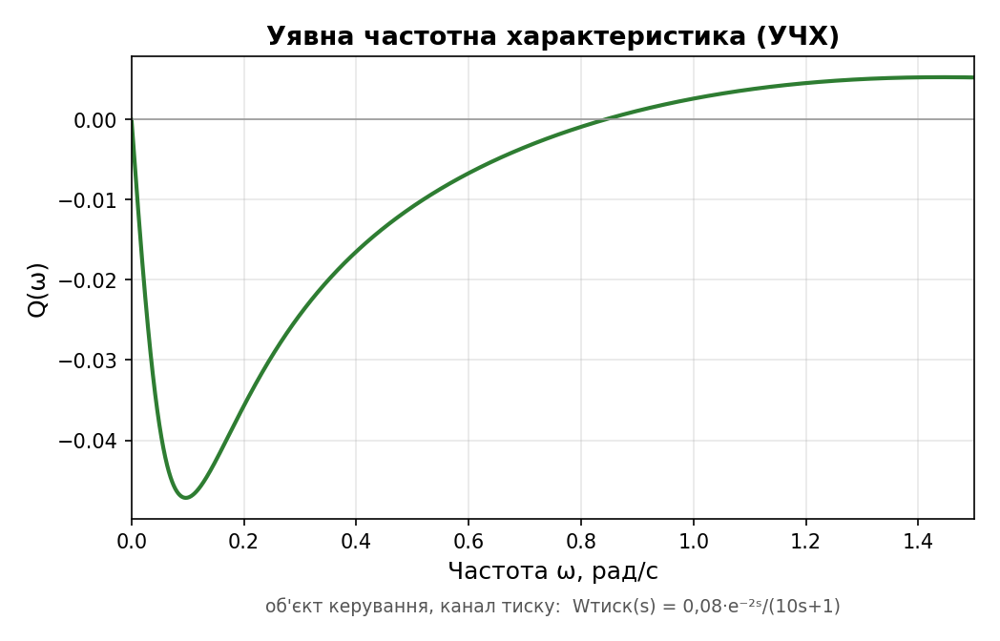 Уявна частотна характеристика (УЧХ)
Q(ω)
0.00
−0.01
−0.02
−0.03
−0.04
0.0 0.2 0.4 0.6 0.8 1.0 1.2 1.4
Частота ω, рад/с
об'єкт керування, канал тиску: Wтиск(s) = 0,08·e⁻²ˢ/(10s+1)